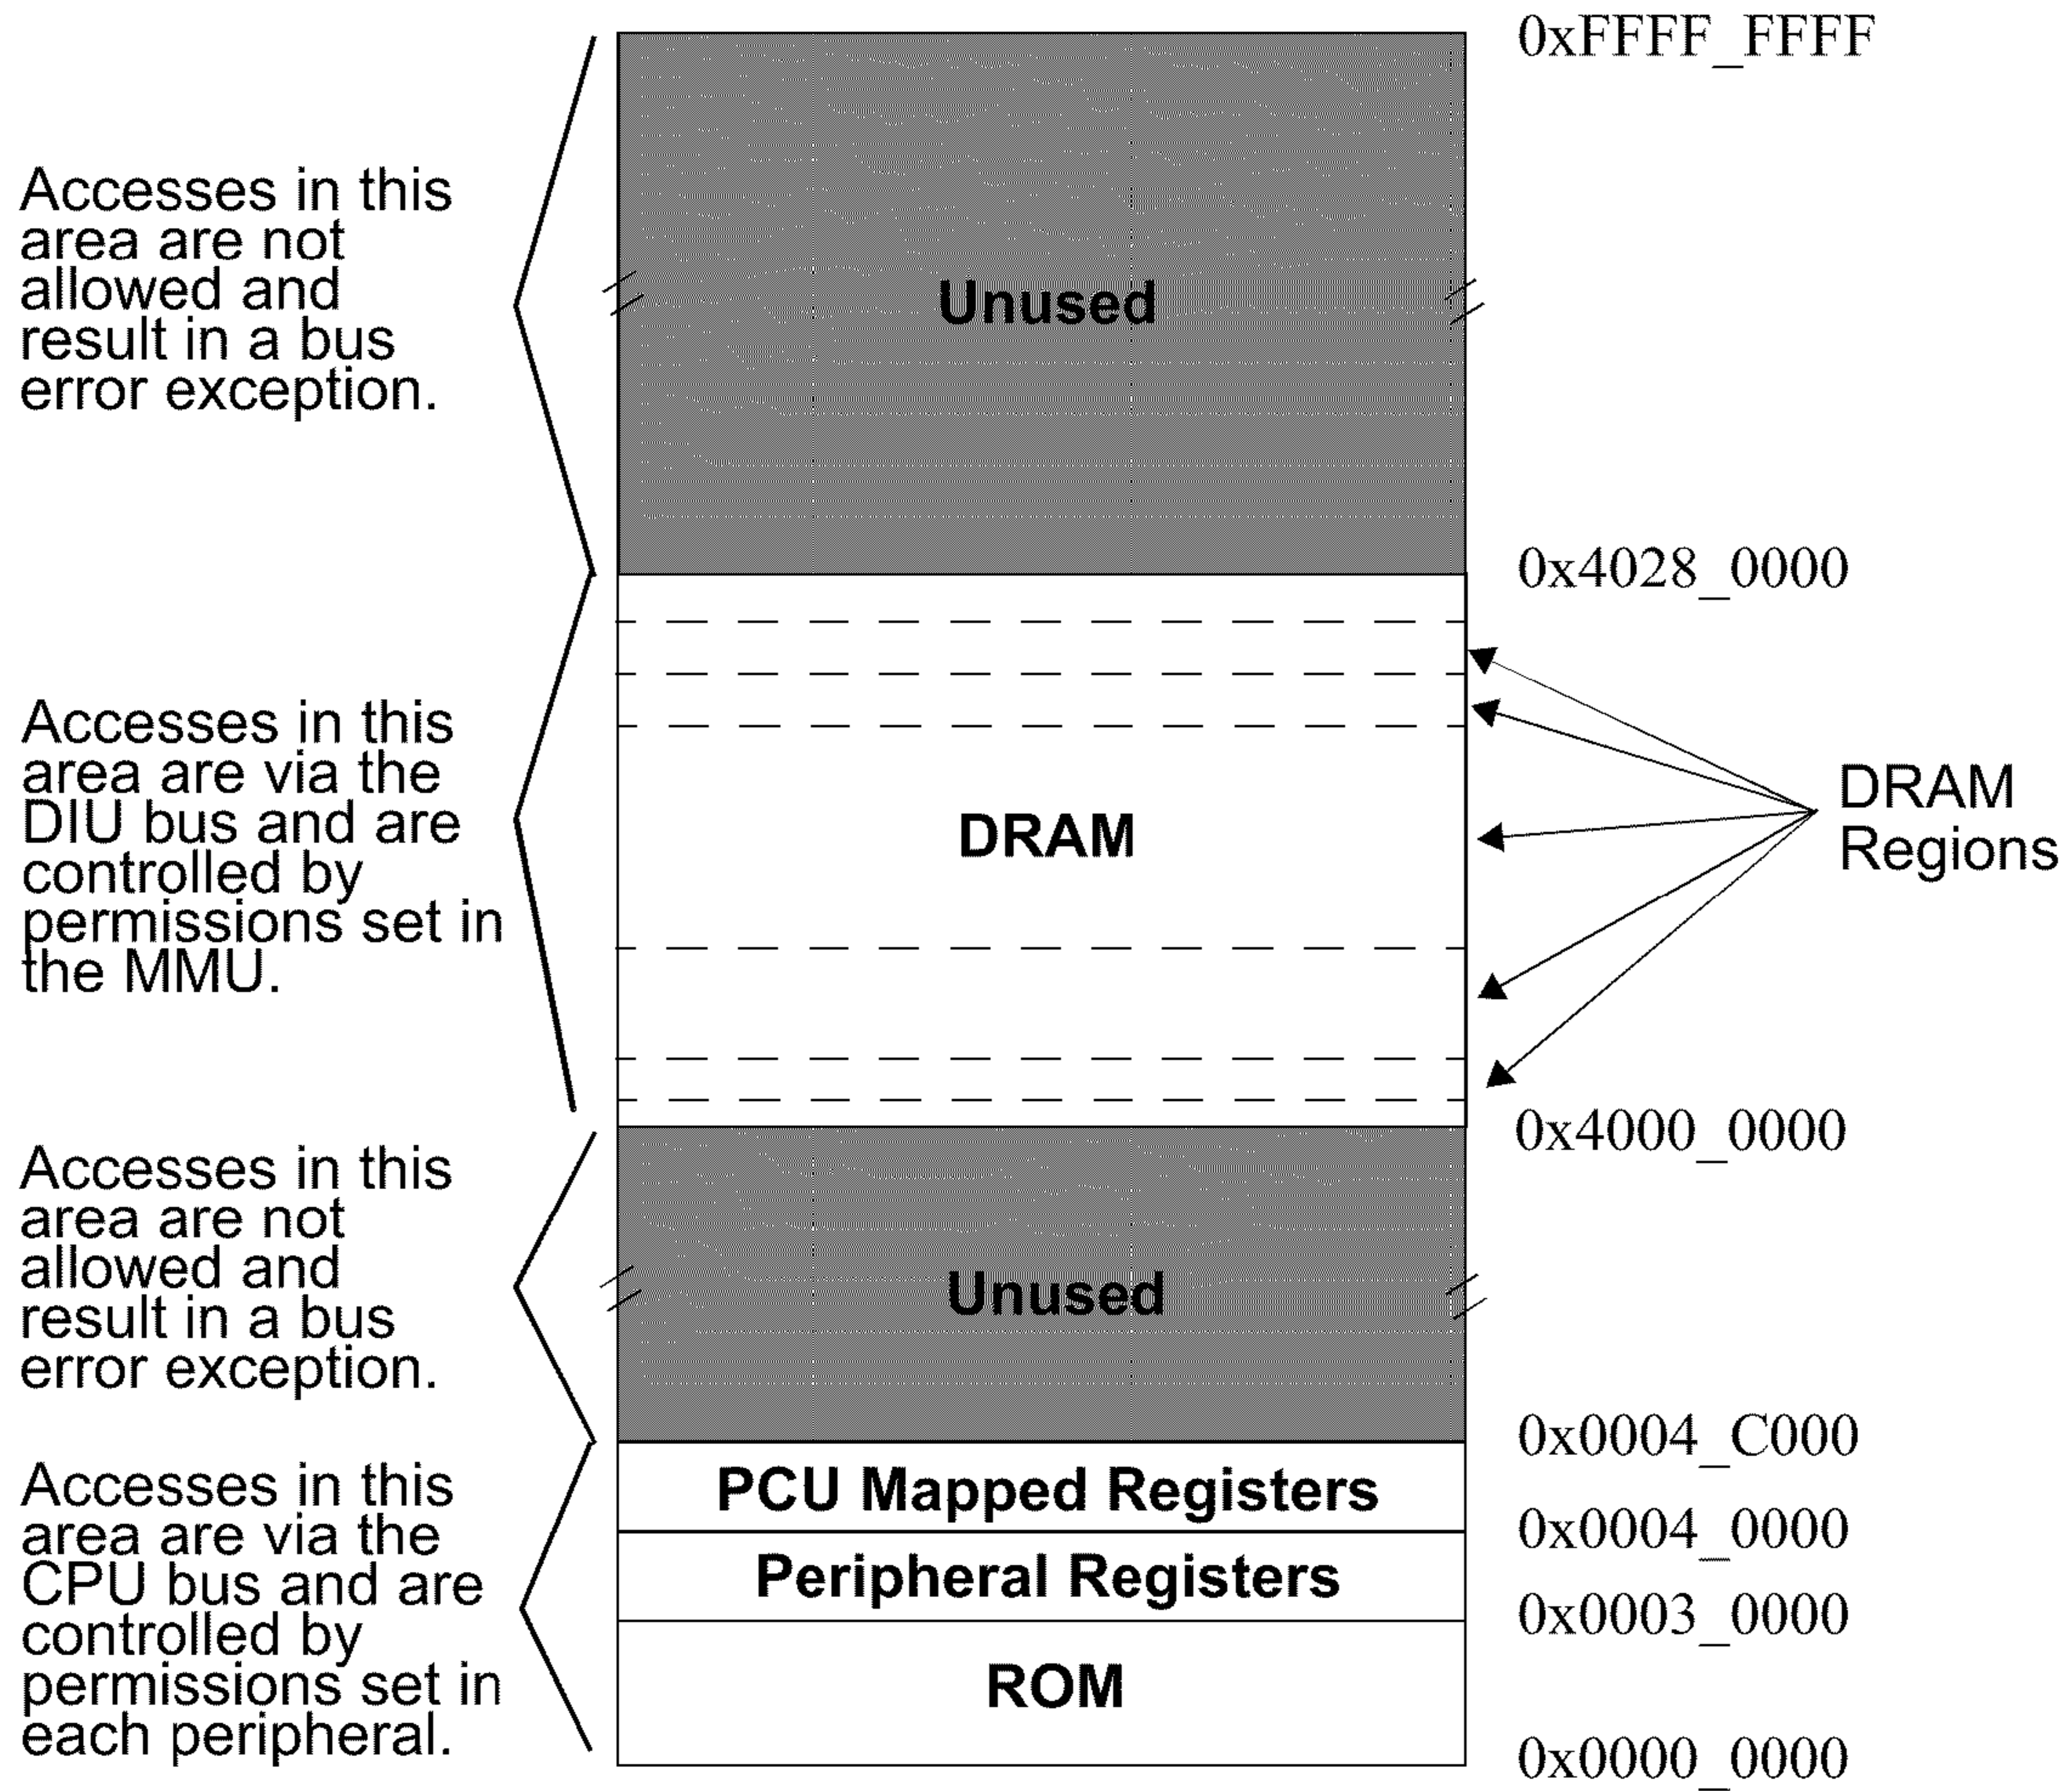 0xFFFF_FFFF
Accesses in this
area are not
allowed and
result in a bus
error exception.
Unused
0x4028_0000
Accesses in this
area are via the
DIU bus and are
controlled by
permissions set in
the MMU.
DRAM
DRAM
Regions
0x4000_0000
Accesses in this
area are not
allowed and
result in a bus
error exception.
Unused
0x0004_C000
Accesses in this
area are via the
CPU bus and are
controlled by
permissions set in
each peripheral.
PCU Mapped Registers
0x0004_0000
Peripheral Registers
0x0003_0000
ROM
0x0000_0000